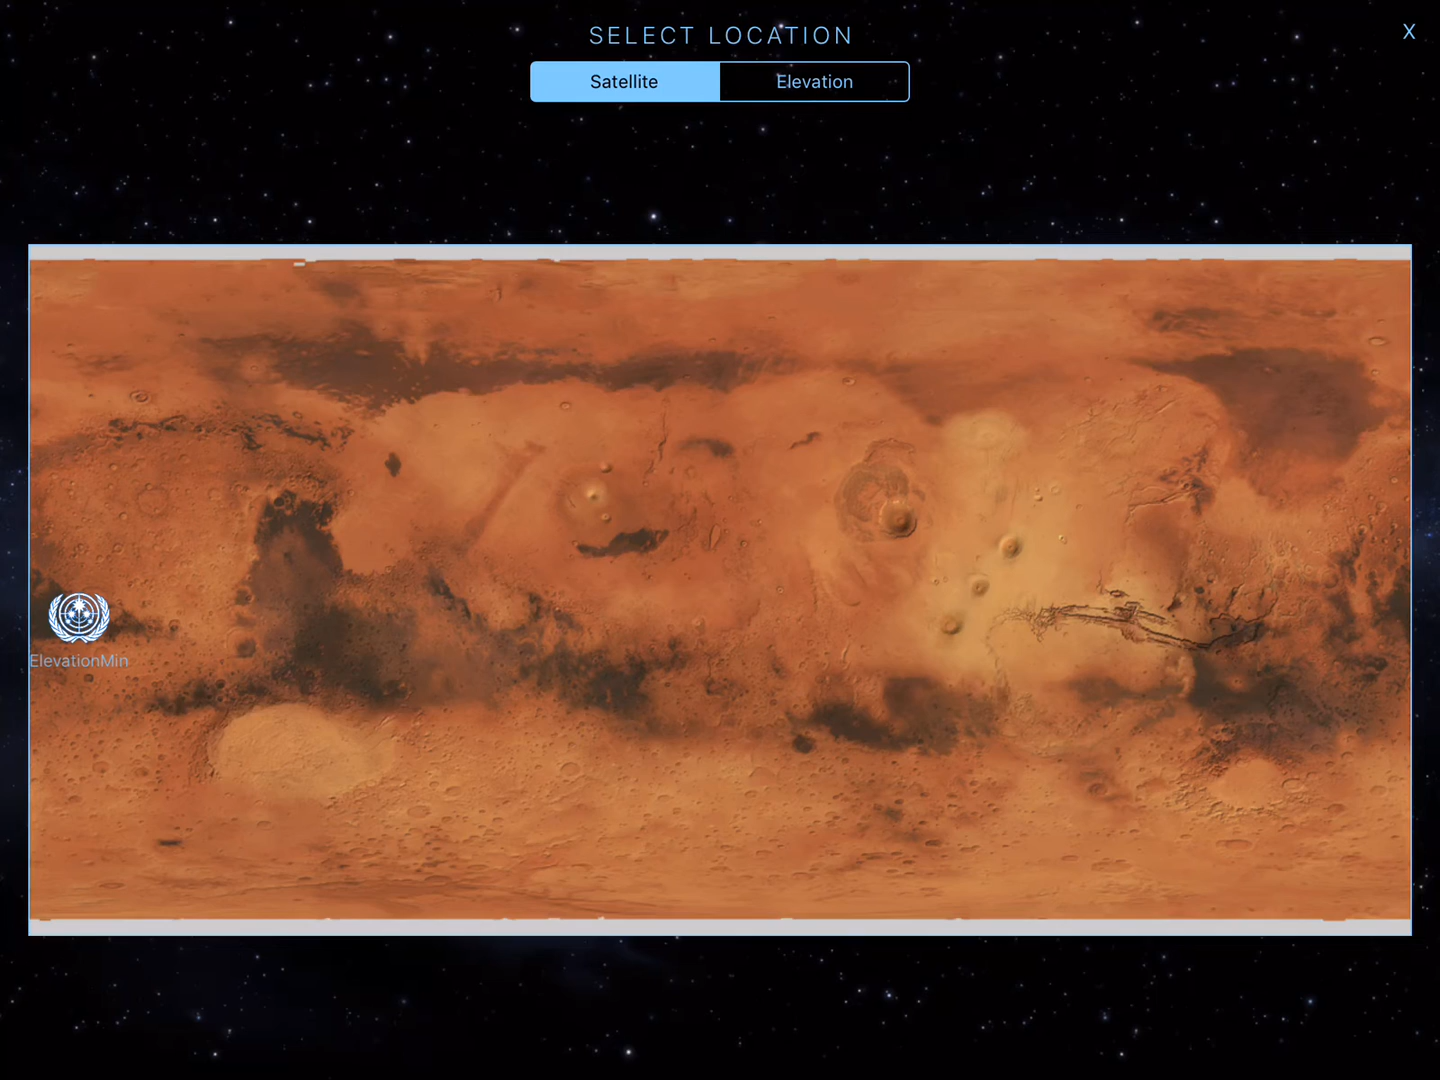 SELECT LOCATION
X
Satellite
Elevation
ElevationMin